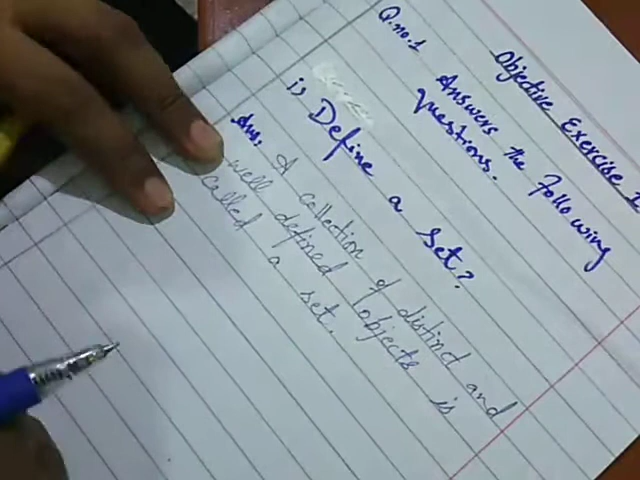 Objective Exercise 1
Q.no.1 Answers the following
questions.
i> Define a Set?
Ans: A collection of distinct and
well defined objects is
called a set.